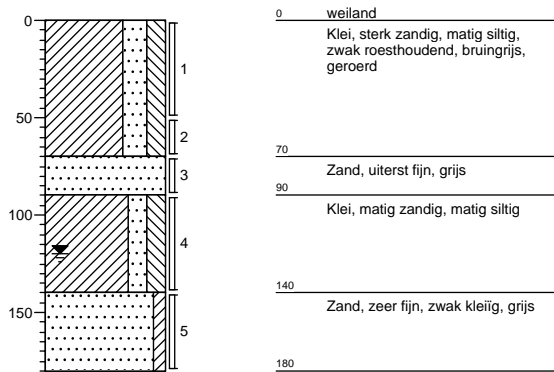 0
50
100
150
1
2
3
4
5
0 weiland
Klei, sterk zandig, matig siltig,
zwak roesthoudend, bruingrijs,
geroerd
70
Zand, uiterst fijn, grijs
90
Klei, matig zandig, matig siltig
140
Zand, zeer fijn, zwak kleiïg, grijs
180